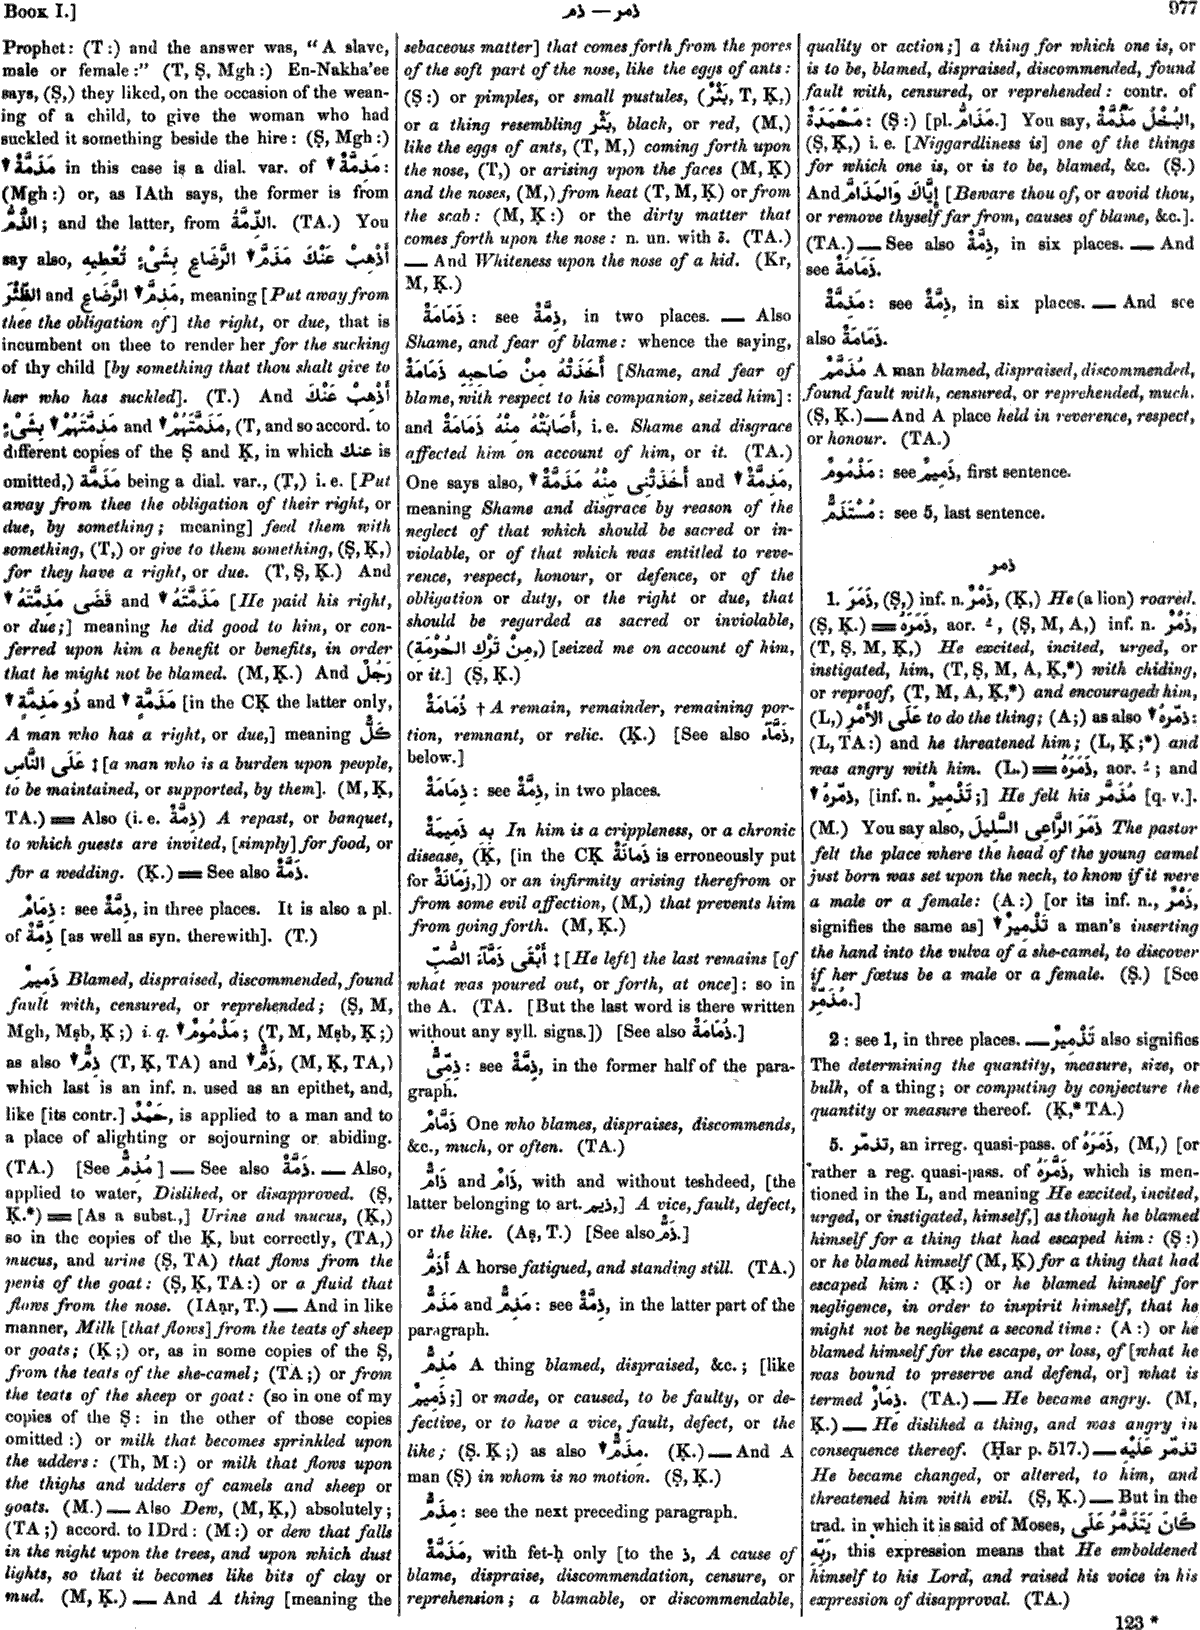 Book I.]
ذمر — ذم
977
Prophet: (T:) and the answer was, “A slave,
male or female:” (T, Ṣ, Mgh:) En-Nakha'ee
says, (Ṣ,) they liked, on the occasion of the wean-
ing of a child, to give the woman who had
suckled it something beside the hire: (Ṣ, Mgh:)
مَذِمَّةٌ▼ in this case is a dial. var. of مَذَمَّةٌ▼:
(Mgh:) or, as IAth says, the former is from
الذَّمُّ; and the latter, from الذِّمَّةُ. (TA.) You
say also, أَذْهِبْ عَنْكَ مَذَمَّ▼ الرَّضَاعِ بِشَىْءٍ تُعْطِيهِ
الظِّئْرَ and مَذِمَّ▼ الرَّضَاعِ, meaning [Put away from
thee the obligation of] the right, or due, that is
incumbent on thee to render her for the sucking
of thy child [by something that thou shalt give to
her who has suckled]. (T.) And أَذْهِبْ عَنْكَ
مَذَمَّتَهُمْ▼ and مَذِمَّتَهُمْ▼ بِشَىْءٍ, (T, and so accord. to
different copies of the Ṣ and Ḳ, in which عنك is
omitted,) مَذَمَّة being a dial. var., (T,) i. e. [Put
away from thee the obligation of their right, or
due, by something; meaning] feed them with
something, (T,) or give to them something, (Ṣ, Ḳ,)
for they have a right, or due. (T, Ṣ, Ḳ.) And
قَضَى مَذِمَّتَهُ▼ and مَذَمَّتَهُ▼ [He paid his right,
or due;] meaning he did good to him, or con-
ferred upon him a benefit or benefits, in order
that he might not be blamed. (M, Ḳ.) And رَجُلٌ
ذُو مَذِمَّةٍ▼ and مَذَمَّةٍ▼ [in the CḲ the latter only,
A man who has a right, or due,] meaning كَلٌّ
عَلَى النَّاسِ ‡ [a man who is a burden upon people,
to be maintained, or supported, by them]. (M, Ḳ,
TA.) ══ Also (i. e. ذِمَّةٌ) A repast, or banquet,
to which guests are invited, [simply] for food, or
for a wedding. (Ḳ.) ══ See also ذَمَّةٌ.
ذِمَامٌ: see ذِمَّةٌ, in three places. It is also a pl.
of ذِمَّةٌ [as well as syn. therewith]. (T.)
ذَمِيمٌ Blamed, dispraised, discommended, found
fault with, censured, or reprehended; (Ṣ, M,
Mgh, Mṣb, Ḳ;) i. q. مَذْمُومٌ▼; (T, M, Mṣb, Ḳ;)
as also ذِمٌّ▼ (T, Ḳ, TA) and ذَمٌّ▼, (M, Ḳ, TA,)
which last is an inf. n. used as an epithet, and,
like [its contr.] حَمْدٌ, is applied to a man and to
a place of alighting or sojourning or abiding.
(TA.) [See مُذِمٌّ] — See also ذَمَّةٌ. — Also,
applied to water, Disliked, or disapproved. (Ṣ,
Ḳ.*) ══ [As a subst.,] Urine and mucus, (Ḳ,)
so in the copies of the Ḳ, but correctly, (TA,)
mucus, and urine (Ṣ, TA) that flows from the
penis of the goat: (Ṣ, Ḳ, TA:) or a fluid that
flows from the nose. (IAạr, T.) — And in like
manner, Milk [that flows] from the teats of sheep
or goats; (Ḳ;) or, as in some copies of the Ṣ,
from the teats of the she-camel; (TA;) or from
the teats of the sheep or goat: (so in one of my
copies of the Ṣ: in the other of those copies
omitted:) or milk that becomes sprinkled upon
the udders: (Th, M:) or milk that flows upon
the thighs and udders of camels and sheep or
goats. (M.) — Also Dew, (M, Ḳ,) absolutely;
(TA;) accord. to IDrd: (M:) or dew that falls
in the night upon the trees, and upon which dust
lights, so that it becomes like bits of clay or
mud. (M, Ḳ.) — And A thing [meaning the
sebaceous matter] that comes forth from the pores
of the soft part of the nose, like the eggs of ants:
(Ṣ:) or pimples, or small pustules, (بَثْرٌ, T, Ḳ,)
or a thing resembling بَثْر, black, or red, (M,)
like the eggs of ants, (T, M,) coming forth upon
the nose, (T,) or arising upon the faces (M, Ḳ)
and the noses, (M,) from heat (T, M, Ḳ) or from
the scab: (M, Ḳ:) or the dirty matter that
comes forth upon the nose: n. un. with ة. (TA.)
— And Whiteness upon the nose of a kid. (Kr,
M, Ḳ.)
ذَمَامَةٌ: see ذِمَّةٌ, in two places. — Also
Shame, and fear of blame: whence the saying,
أَخَذَتْهُ مِنْ صَاحِبِهِ ذَمَامَةٌ [Shame, and fear of
blame, with respect to his companion, seized him]:
and أَصَابَتْهُ مِنْهُ ذَمَامَةٌ, i. e. Shame and disgrace
affected him on account of him, or it. (TA.)
One says also, أَخَذَتْنِى مِنْهُ مَذَمَّةٌ▼ and مَذِمَّةٌ▼,
meaning Shame and disgrace by reason of the
neglect of that which should be sacred or in-
violable, or of that which was entitled to reve-
rence, respect, honour, or defence, or of the
obligation or duty, or the right or due, that
should be regarded as sacred or inviolable,
(مِنْ تَرْكِ الحُرْمَةِ,) [seized me on account of him,
or it.] (Ṣ, Ḳ.)
ذُمَامَةٌ † A remain, remainder, remaining por-
tion, remnant, or relic. (Ḳ.) [See also ذَمَّآء,
below.]
ذِمَامَةٌ: see ذِمَّةٌ, in two places.
بِهِ ذَمِيمَةٌ In him is a crippleness, or a chronic
disease, (Ḳ, [in the CḲ ذَمانَةٌ is erroneously put
for زَمَانَةٌ,]) or an infirmity arising therefrom or
from some evil affection, (M,) that prevents him
from going forth. (M, Ḳ.)
أَبْقَى ذَمَّآءَ الضَّبِّ ‡ [He left] the last remains [of
what was poured out, or forth, at once]: so in
the A. (TA. [But the last word is there written
without any syll. signs.]) [See also ذُمَامَةٌ.]
ذِمِّىٌّ: see ذِمَّةٌ, in the former half of the para-
graph.
ذَمَّامٌ One who blames, dispraises, discommends,
&c., much, or often. (TA.)
ذَامٌّ and ذَامٌ, with and without teshdeed, [the
latter belonging to art. ذيم,] A vice, fault, defect,
or the like. (Aṣ, T.) [See also ذَمٌّ.]
أَذَمُّ A horse fatigued, and standing still. (TA.)
مَذَمٌّ and مَذِمٌّ: see ذِمَّةٌ, in the latter part of the
paragraph.
مُذَمٌّ A thing blamed, dispraised, &c.; [like
ذَمِيمٌ;] or made, or caused, to be faulty, or de-
fective, or to have a vice, fault, defect, or the
like; (Ṣ, Ḳ;) as also مِذَمٌّ▼. (Ḳ.) — And A
man (Ṣ) in whom is no motion. (Ṣ, Ḳ.)
مِذَمٌّ: see the next preceding paragraph.
مَذَمَّةٌ, with fet-ḥ only [to the ذ, A cause of
blame, dispraise, discommendation, censure, or
reprehension; a blamable, or discommendable,
quality or action;] a thing for which one is, or
is to be, blamed, dispraised, discommended, found
fault with, censured, or reprehended: contr. of
مَحْمَدَةٌ: (Ṣ:) [pl. مَذَامُّ.] You say, البُخْلُ مَذَمَّةٌ,
(Ṣ, Ḳ,) i. e. [Niggardliness is] one of the things
for which one is, or is to be, blamed, &c. (Ṣ.)
And إِيَّاكَ وَالمَذَامَّ [Beware thou of, or avoid thou,
or remove thyself far from, causes of blame, &c.].
(TA.) — See also ذِمَّةٌ, in six places. — And
see ذَمَامَةٌ.
مَذِمَّةٌ: see ذِمَّةٌ, in six places. — And see
also ذَمَامَةٌ.
مُذَمَّمٌ A man blamed, dispraised, discommended,
found fault with, censured, or reprehended, much.
(Ṣ, Ḳ.) — And A place held in reverence, respect,
or honour. (TA.)
مَذْمُومٌ: see ذَمِيمٌ, first sentence.
مُسْتَذَمٌّ: see 5, last sentence.
ذمر
1. ذَمَرَ, (Ṣ,) inf. n. ذَمْرٌ, (Ḳ,) He (a lion) roared.
(Ṣ, Ḳ.) ══ ذَمَرَهُ, aor. ـُ, (Ṣ, M, A,) inf. n. ذَمْرٌ,
(T, Ṣ, M, Ḳ,) He excited, incited, urged, or
instigated, him, (T, Ṣ, M, A, Ḳ,*) with chiding,
or reproof, (T, M, A, Ḳ,*) and encouraged him,
(L,) عَلَى الأَمْرِ to do the thing; (A;) as also ذمّرهُ▼:
(L, TA:) and he threatened him; (L, Ḳ;*) and
was angry with him. (L.) ══ ذَمَرَهُ, aor. ـُ; and
ذمّرهُ▼, [inf. n. تَذْمِيرٌ;] He felt his مُذَمَّر [q. v.].
(M.) You say also, ذَمَرَ الرَّاعِى السَّلِيلَ The pastor
felt the place where the head of the young camel
just born was set upon the neck, to know if it were
a male or a female: (A:) [or its inf. n., ذَمْرٌ,
signifies the same as] تَذْمِيرٌ▼ a man's inserting
the hand into the vulva of a she-camel, to discover
if her fœtus be a male or a female. (Ṣ.) [See
مُذَمِّرٌ.]
2: see 1, in three places. — تَذْمِيرٌ also signifies
The determining the quantity, measure, size, or
bulk, of a thing; or computing by conjecture the
quantity or measure thereof. (Ḳ,* TA.)
5. تذمّر, an irreg. quasi-pass. of ذَمَرَهُ, (M,) [or
rather a reg. quasi-pass. of ذَمَّرَهُ, which is men-
tioned in the L, and meaning He excited, incited,
urged, or instigated, himself,] as though he blamed
himself for a thing that had escaped him: (Ṣ:)
or he blamed himself (M, Ḳ) for a thing that had
escaped him: (Ḳ:) or he blamed himself for
negligence, in order to inspirit himself, that he
might not be negligent a second time: (A:) or he
blamed himself for the escape, or loss, of [what he
was bound to preserve and defend, or] what is
termed ذِمَارٌ. (TA.) — He became angry. (M,
Ḳ.) — He disliked a thing, and was angry in
consequence thereof. (Ḥar p. 517.) — تذمّر عَلَيْهِ
He became changed, or altered, to him, and
threatened him with evil. (Ṣ, Ḳ.) — But in the
trad. in which it is said of Moses, كَانَ يَتَذَمَّرُ عَلَى
رَبِّهِ, this expression means that He emboldened
himself to his Lord, and raised his voice in his
expression of disapproval. (TA.)
123 *